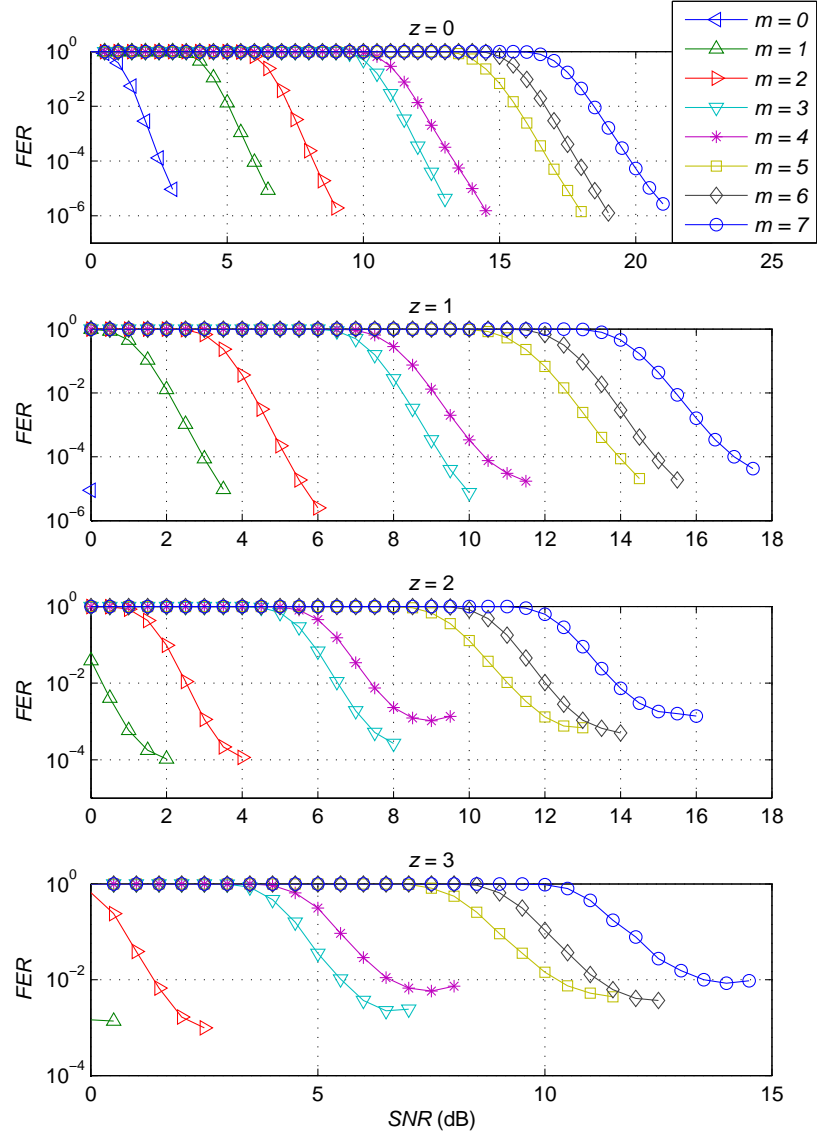 z = 0
m = 0
m = 1
m = 2
m = 3
m = 4
m = 5
m = 6
m = 7
FER
10^0
10^-2
10^-4
10^-6
0 5 10 15 20 25
z = 1
FER
10^0
10^-2
10^-4
10^-6
0 2 4 6 8 10 12 14 16 18
z = 2
FER
10^0
10^-2
10^-4
0 2 4 6 8 10 12 14 16 18
z = 3
FER
10^0
10^-2
10^-4
0 5 10 15
SNR (dB)